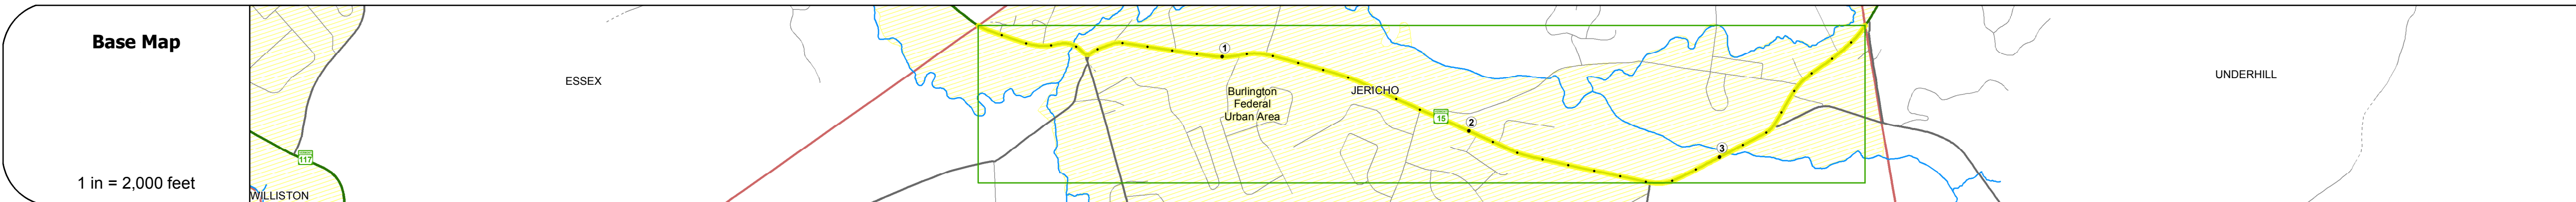 Base Map
1 in = 2,000 feet
117
WILLISTON
ESSEX
1
Burlington
Federal
Urban Area
JERICHO
15
2
3
UNDERHILL